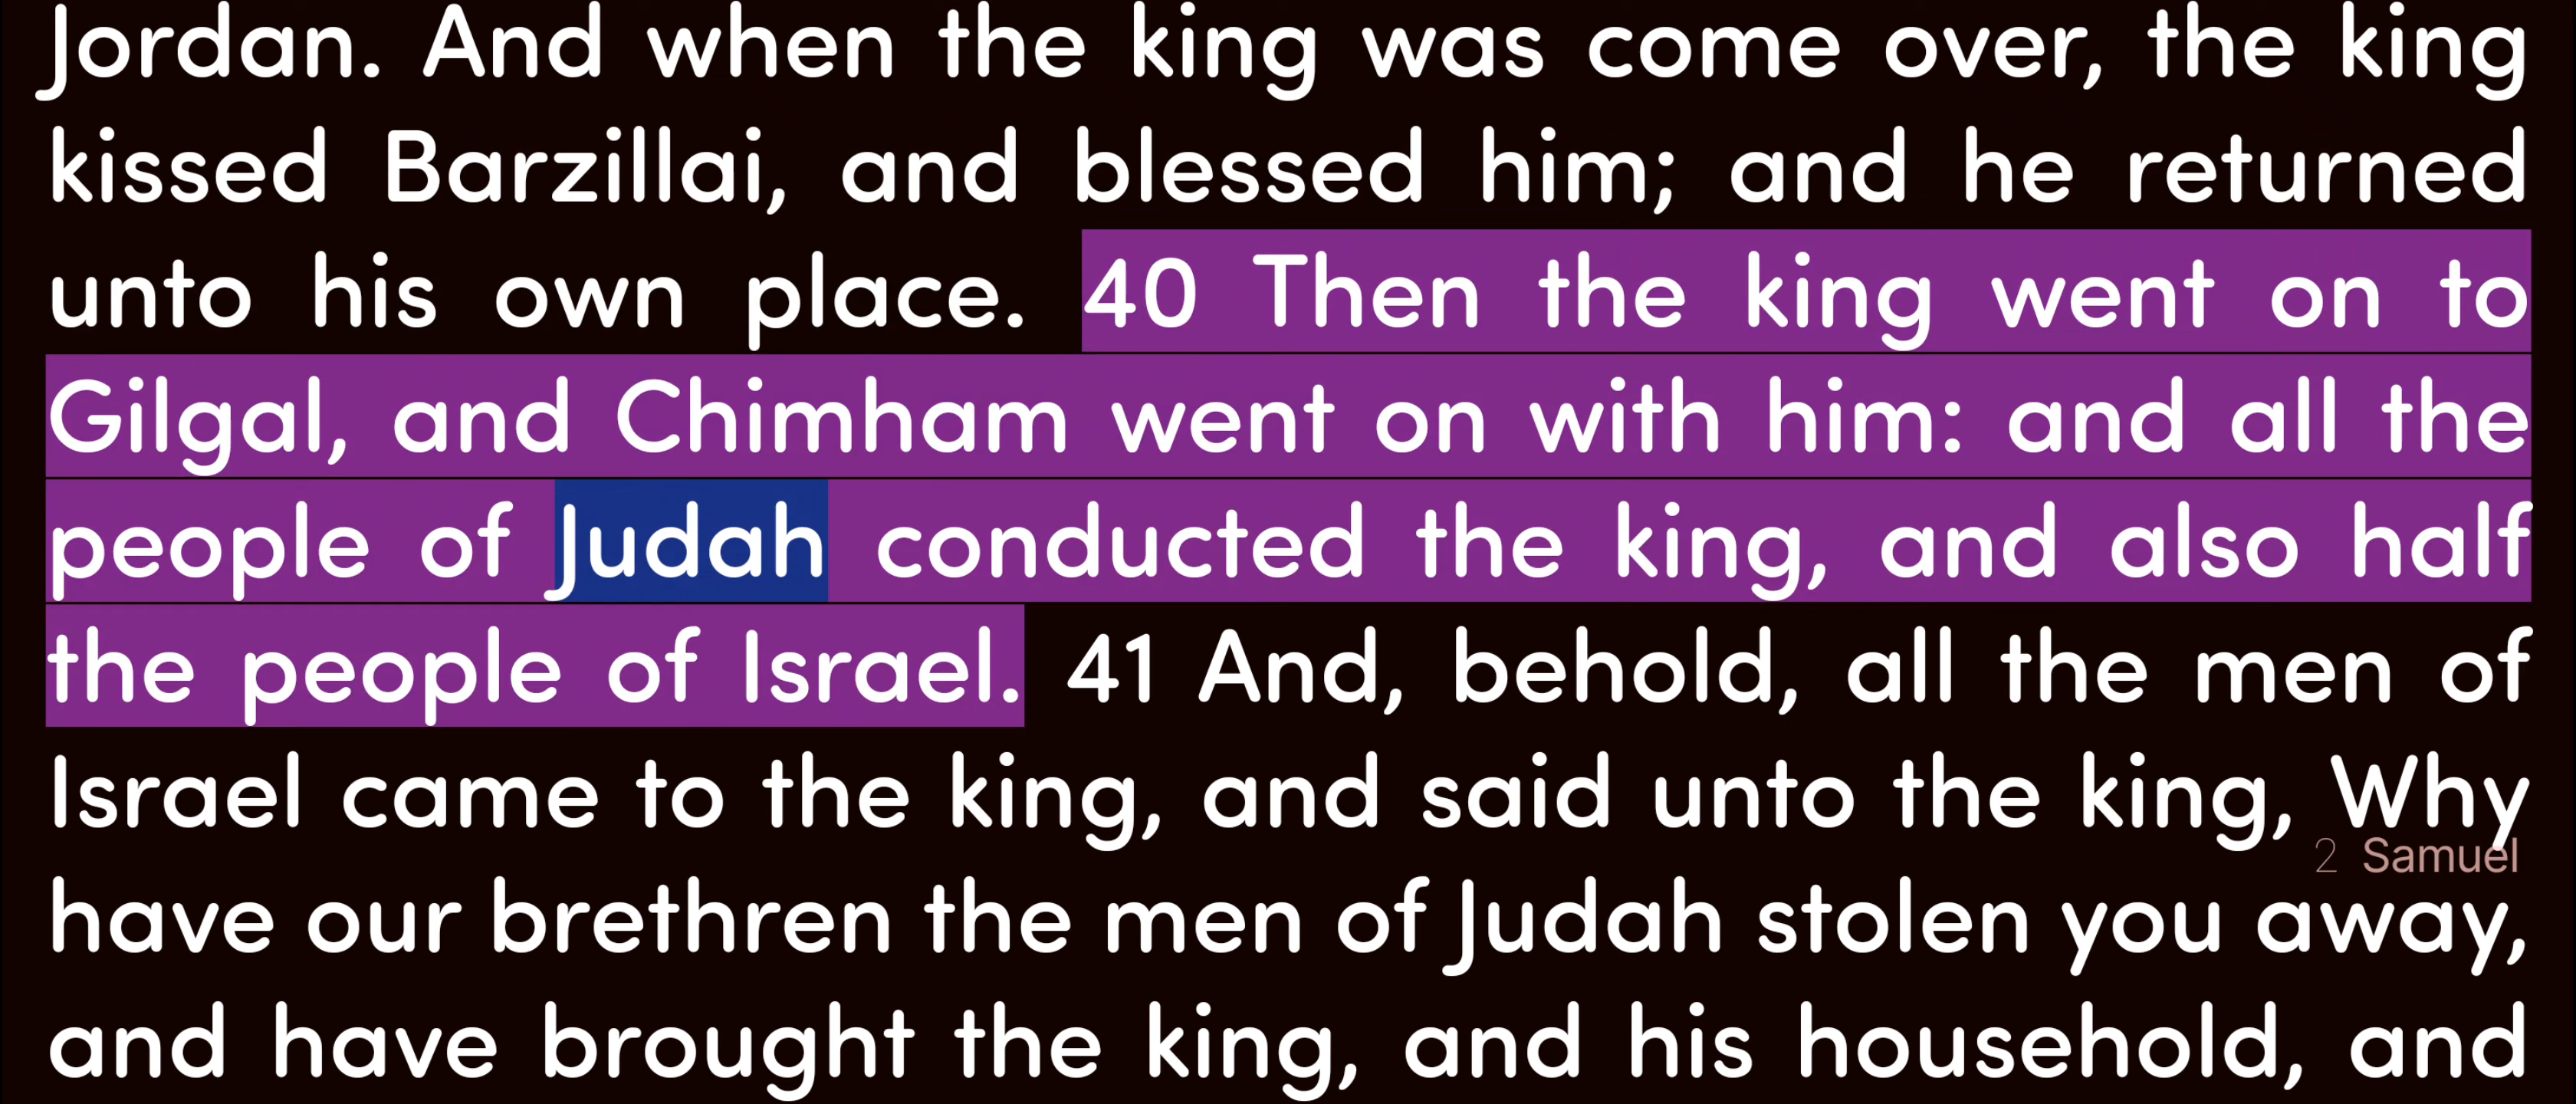 Jordan. And when the king was come over, the king
kissed Barzillai, and blessed him; and he returned
unto his own place. 40 Then the king went on to
Gilgal, and Chimham went on with him: and all the
people of Judah conducted the king, and also half
the people of Israel. 41 And, behold, all the men of
Israel came to the king, and said unto the king, Why
2 Samuel
have our brethren the men of Judah stolen you away,
and have brought the king, and his household, and